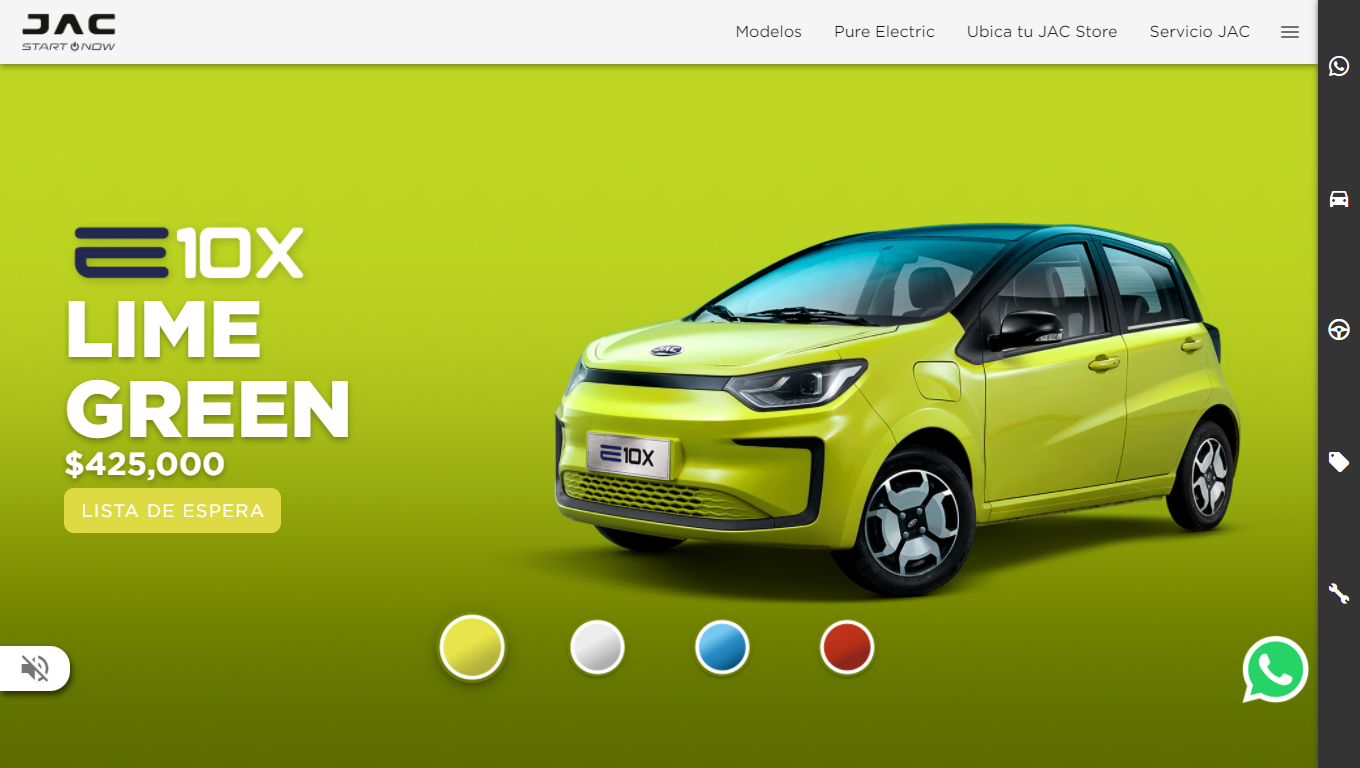 JAC
START NOW
Modelos
Pure Electric
Ubica tu JAC Store
Servicio JAC
E10X
LIME
GREEN
$425,000
LISTA DE ESPERA
JAC
E10X